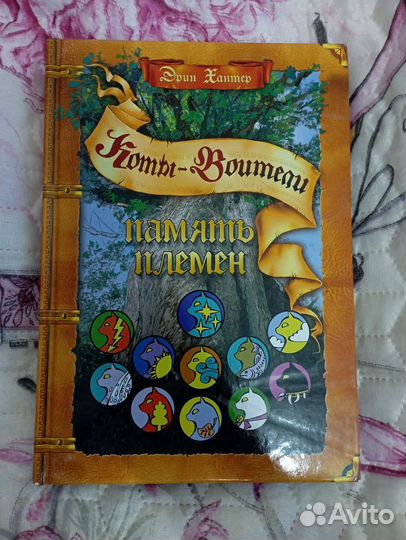 Эрин Хантер
Коты-Воители
память
племен
Avito